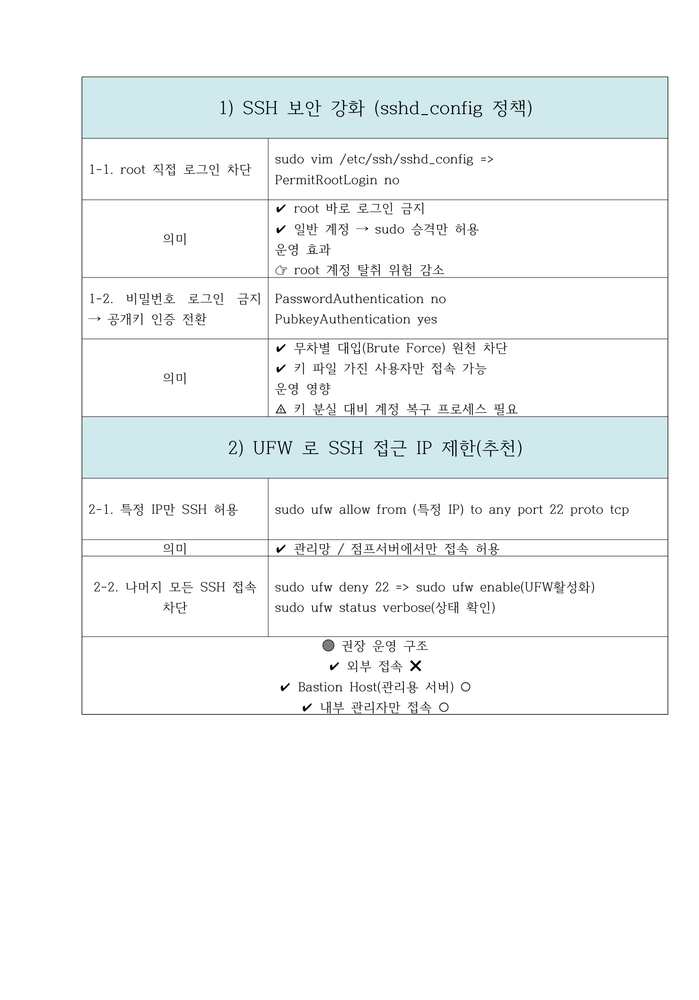 1) SSH 보안 강화 (sshd_config 정책)
1-1. root 직접 로그인 차단
sudo vim /etc/ssh/sshd_config =>
PermitRootLogin no
의미
✔ root 바로 로그인 금지
✔ 일반 계정 → sudo 승격만 허용
운영 효과
👉 root 계정 탈취 위험 감소
1-2. 비밀번호 로그인 금지
→ 공개키 인증 전환
PasswordAuthentication no
PubkeyAuthentication yes
의미
✔ 무차별 대입(Brute Force) 원천 차단
✔ 키 파일 가진 사용자만 접속 가능
운영 영향
⚠ 키 분실 대비 계정 복구 프로세스 필요
2) UFW 로 SSH 접근 IP 제한(추천)
2-1. 특정 IP만 SSH 허용
sudo ufw allow from (특정 IP) to any port 22 proto tcp
의미
✔ 관리망 / 점프서버에서만 접속 허용
2-2. 나머지 모든 SSH 접속
차단
sudo ufw deny 22 => sudo ufw enable(UFW활성화)
sudo ufw status verbose(상태 확인)
🟢 권장 운영 구조
✔ 외부 접속 ❌
✔ Bastion Host(관리용 서버) ⭕
✔ 내부 관리자만 접속 ⭕